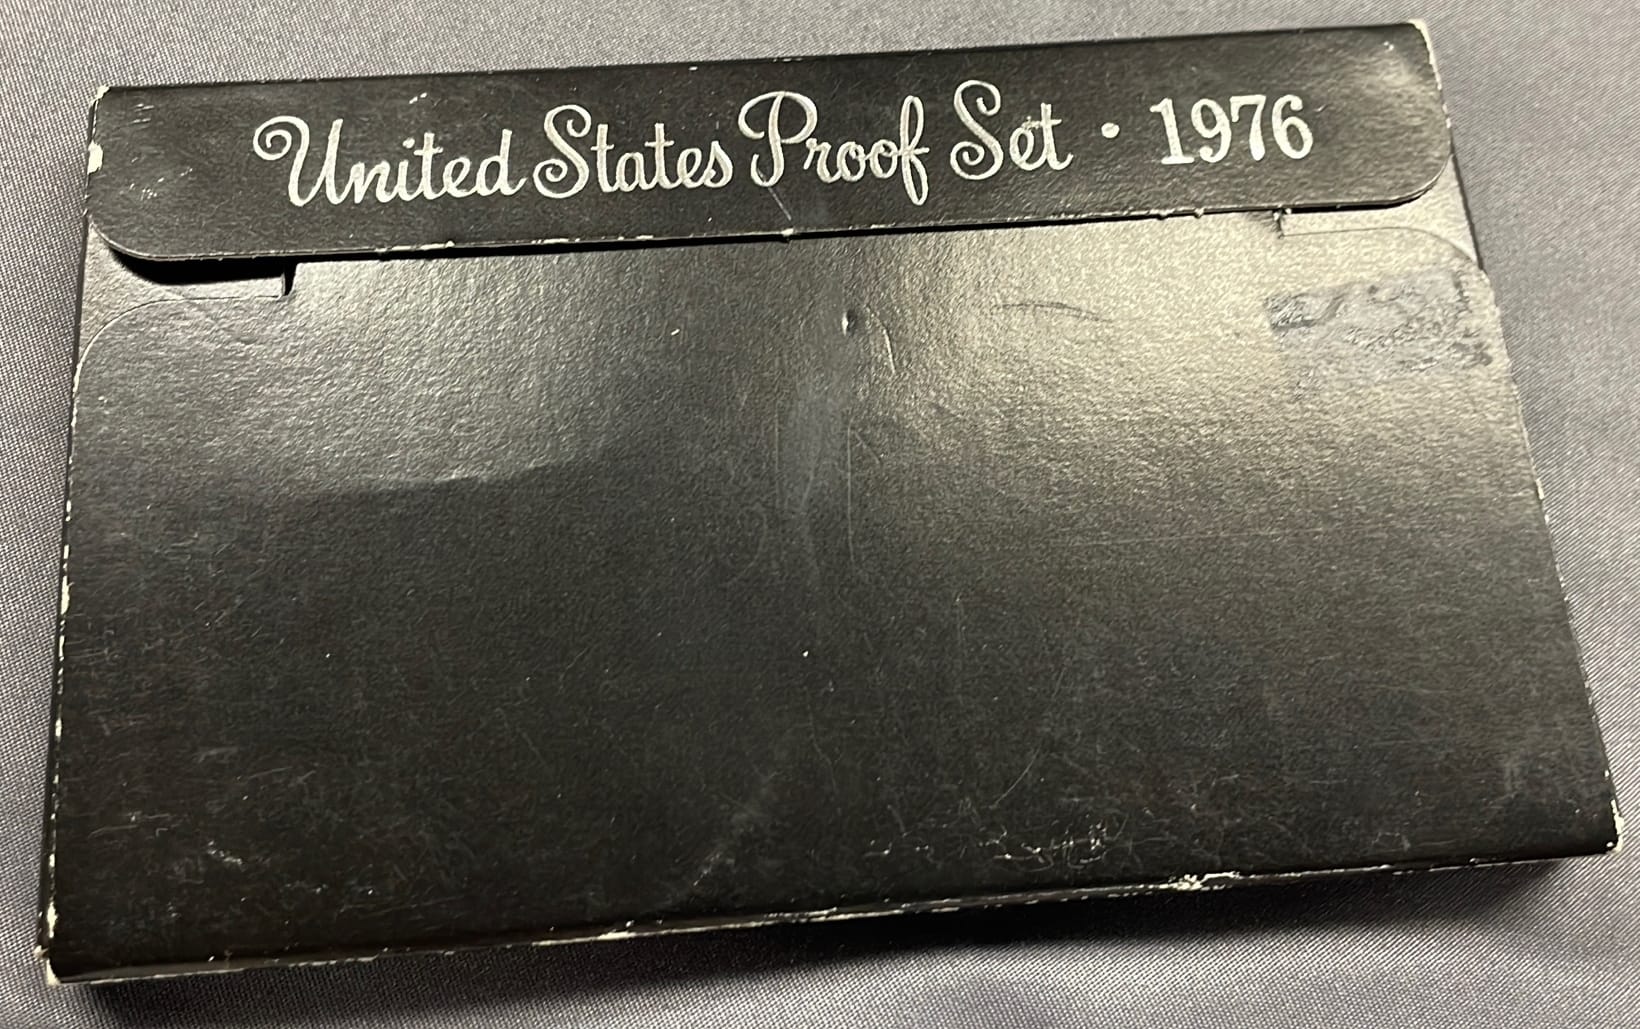 United States Proof Set · 1976